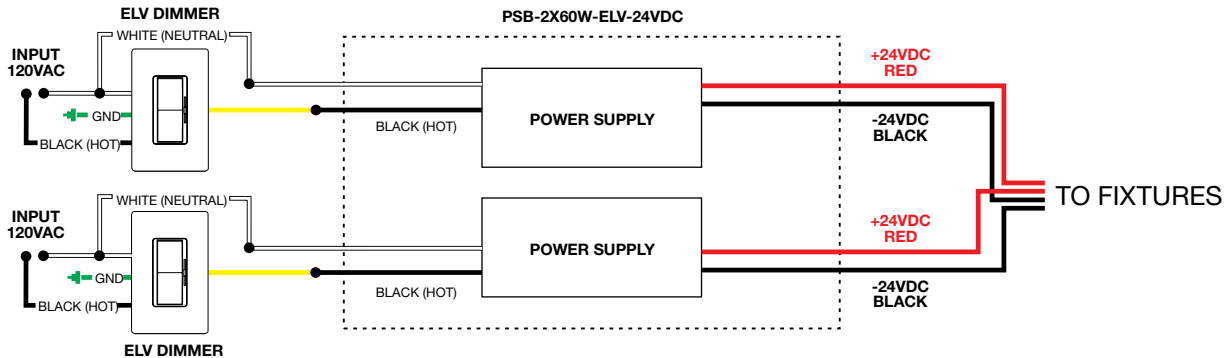 ELV DIMMER
PSB-2X60W-ELV-24VDC
WHITE (NEUTRAL)
INPUT
120VAC
GND
BLACK (HOT)
BLACK (HOT)
POWER SUPPLY
+24VDC
RED
-24VDC
BLACK
TO FIXTURES
WHITE (NEUTRAL)
INPUT
120VAC
GND
BLACK (HOT)
BLACK (HOT)
POWER SUPPLY
+24VDC
RED
-24VDC
BLACK
ELV DIMMER